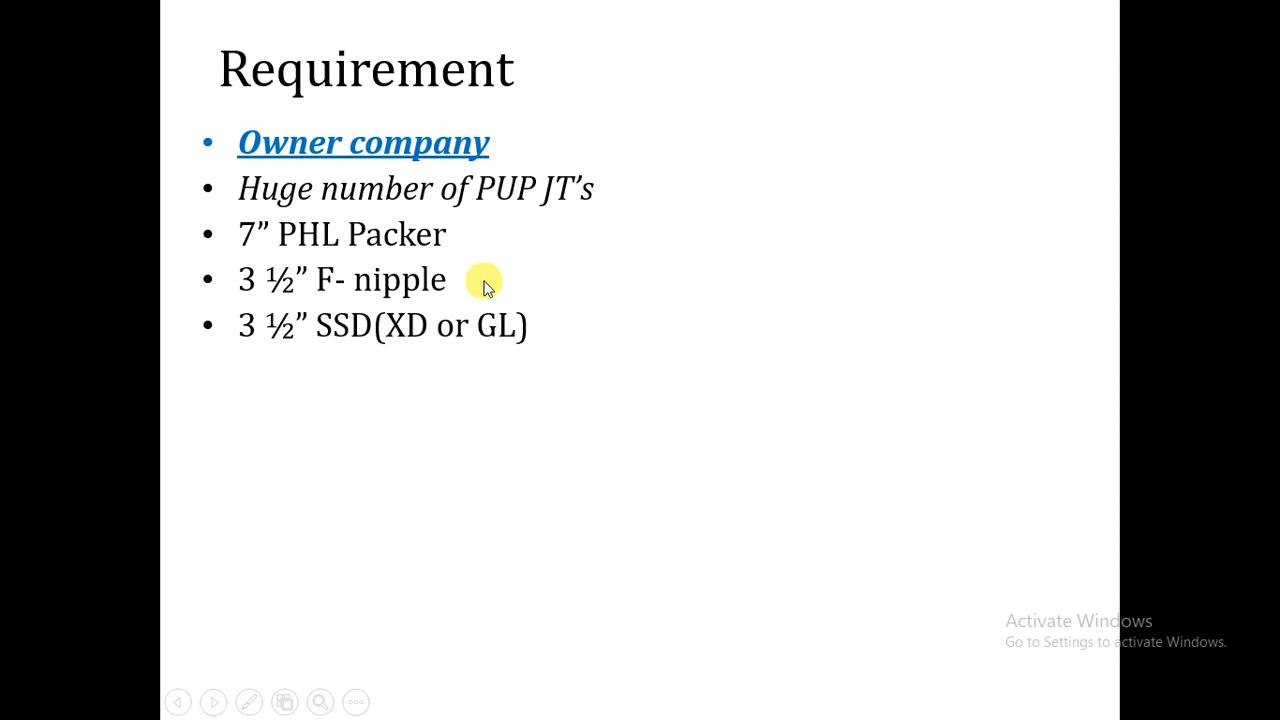 Requirement
• Owner company
• Huge number of PUP JT’s
• 7” PHL Packer
• 3 ½” F- nipple
• 3 ½” SSD(XD or GL)
Activate Windows
Go to Settings to activate Windows.